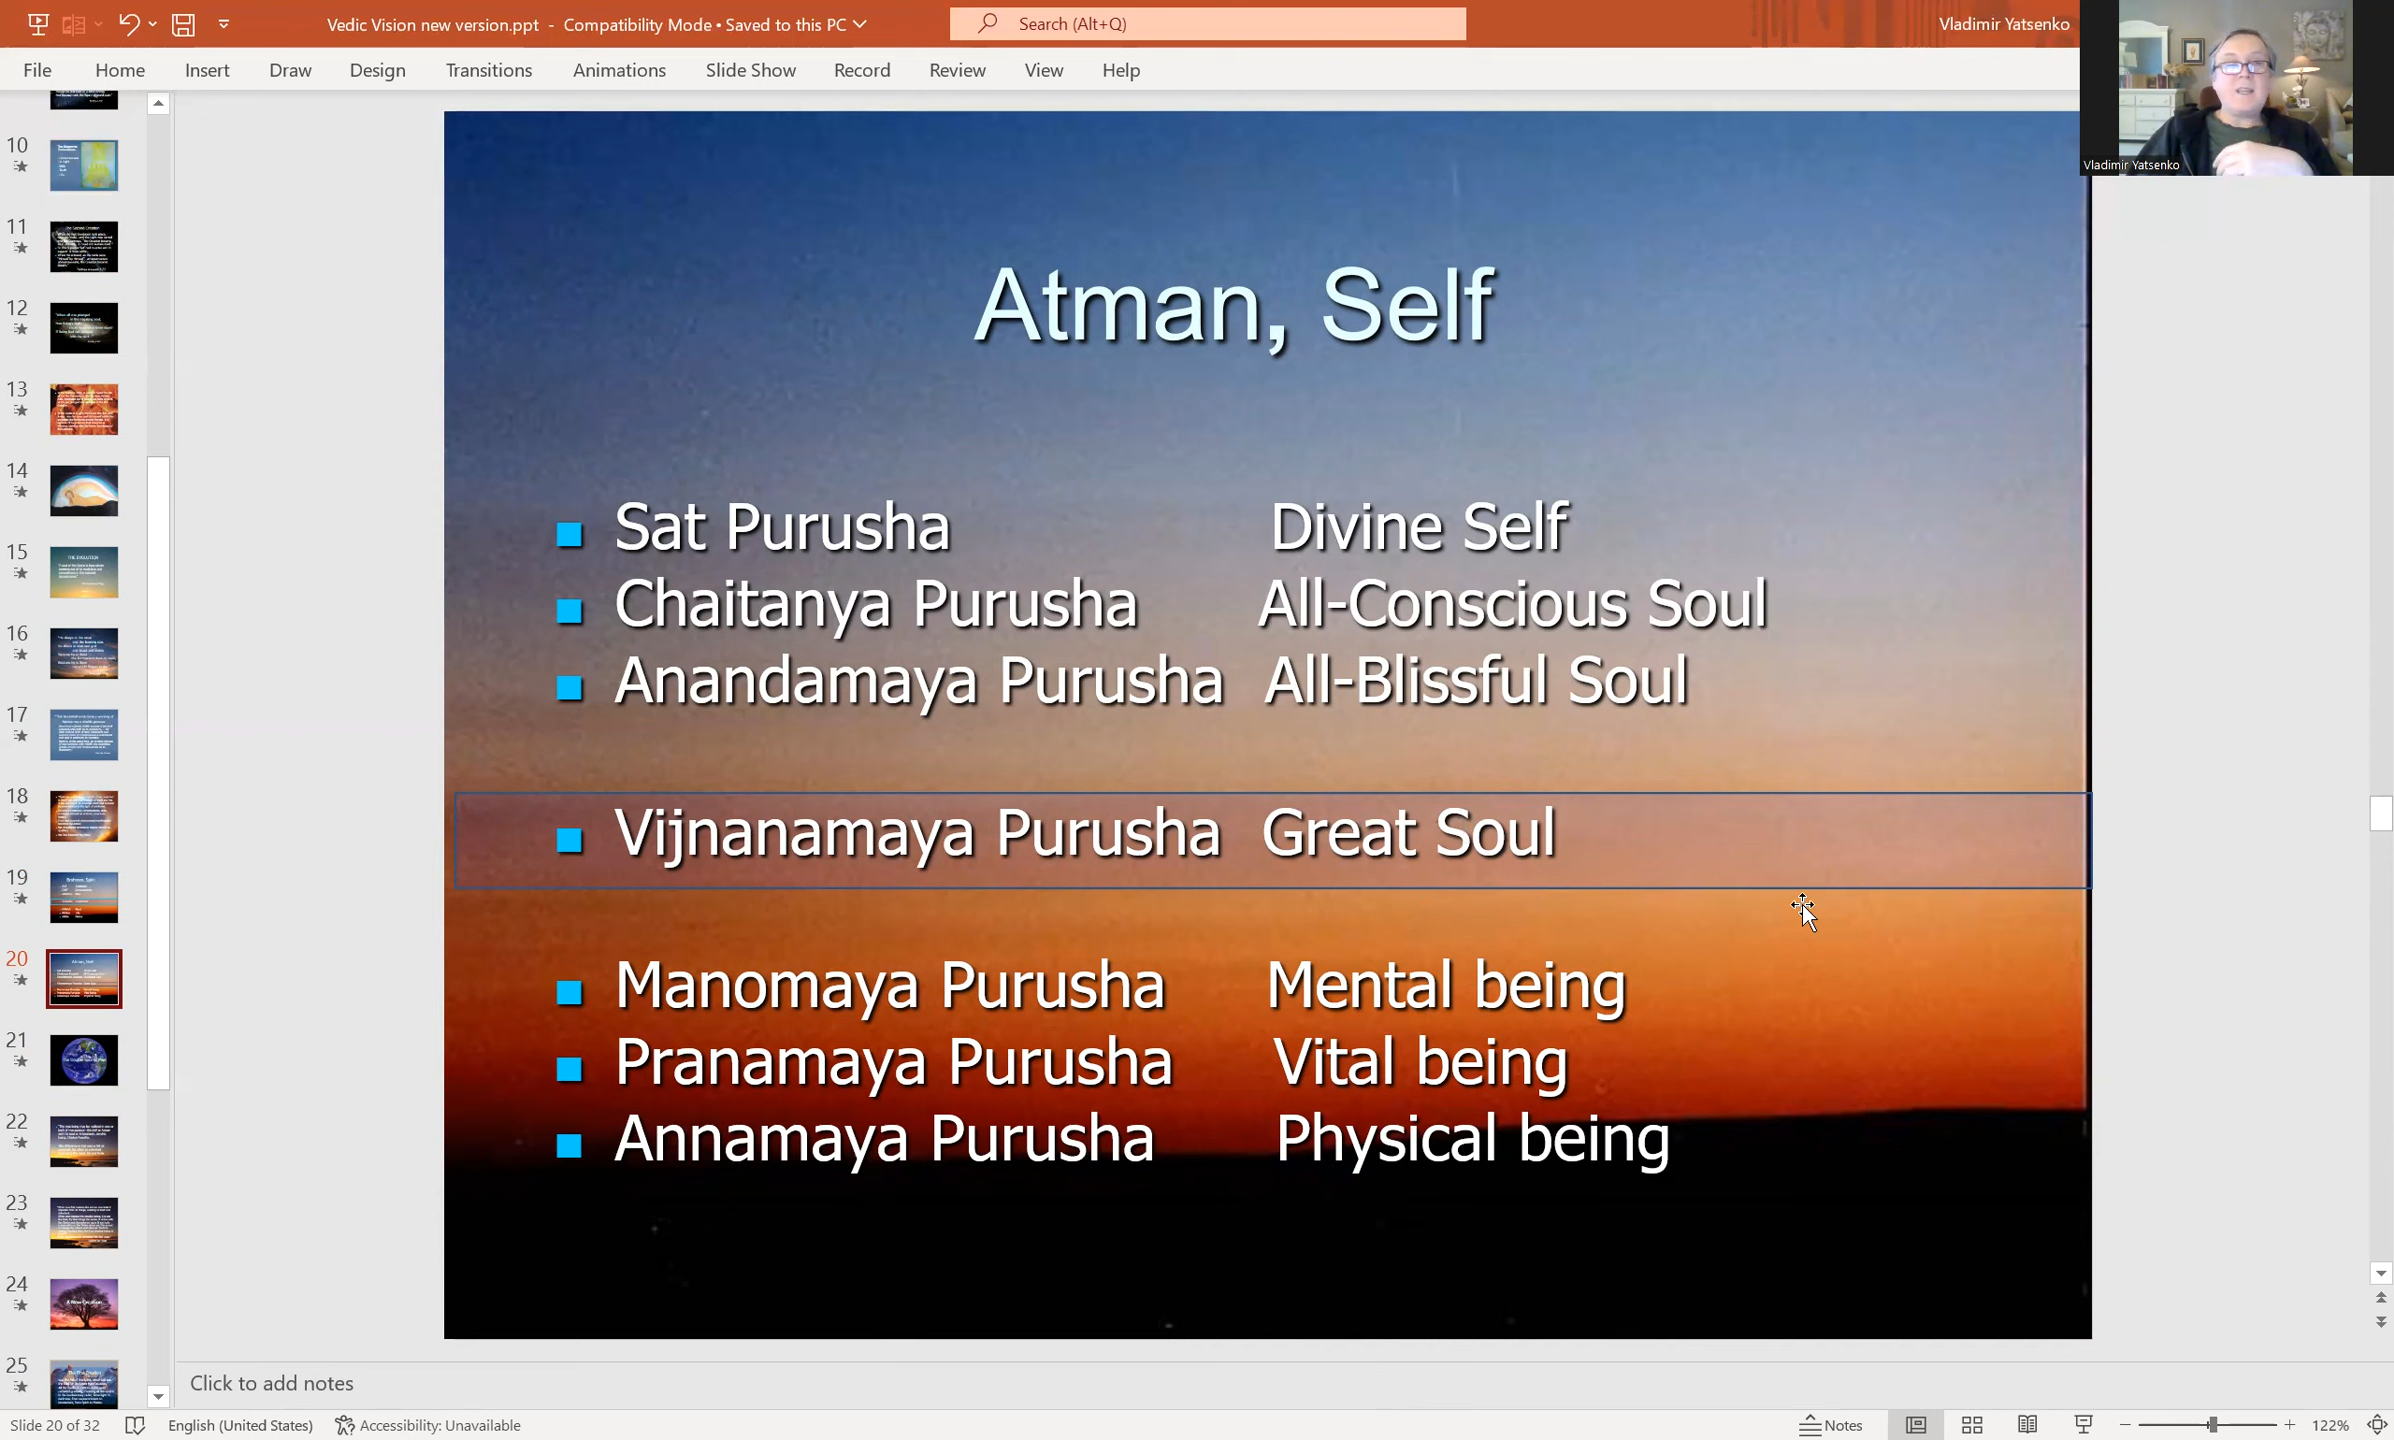 Vedic Vision new version.ppt - Compatibility Mode • Saved to this PC
Search (Alt+Q)
Vladimir Yatsenko
File Home Insert Draw Design Transitions Animations Slide Show Record Review View Help
Vladimir Yatsenko
10
11
12
13
14
15
16
17
18
19
20
21
22
23
24
25
Atman, Self
Sat Purusha Divine Self
Chaitanya Purusha All-Conscious Soul
Anandamaya Purusha All-Blissful Soul
Vijnanamaya Purusha Great Soul
Manomaya Purusha Mental being
Pranamaya Purusha Vital being
Annamaya Purusha Physical being
Click to add notes
Slide 20 of 32 English (United States) Accessibility: Unavailable Notes 122%